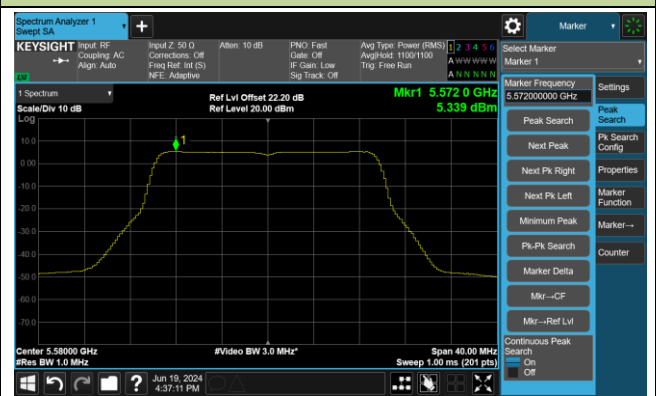 Spectrum Analyzer 1
Swept SA
+
Marker
KEYSIGHT
Input: RF
Coupling: AC
Align: Auto
Input Z: 50 Ω
Corrections: Off
Freq Ref: Int (S)
NFE: Adaptive
Atten: 10 dB
PNO: Fast
Gate: Off
IF Gain: Low
Sig Track: Off
Avg Type: Power (RMS)
Avg|Hold: 1100/1100
Trig: Free Run
1 2 3 4 5 6
A W W W W W
A N N N N N
LXI
Select Marker
Marker 1
1 Spectrum
Scale/Div 10 dB
Log
Ref Lvl Offset 22.20 dB
Ref Level 20.00 dBm
Mkr1 5.572 0 GHz
5.339 dBm
1
10.0
0.00
-10.0
-20.0
-30.0
-40.0
-50.0
-60.0
-70.0
Center 5.58000 GHz
#Res BW 1.0 MHz
#Video BW 3.0 MHz*
Span 40.00 MHz
Sweep 1.00 ms (201 pts)
Marker Frequency
5.572000000 GHz
Peak Search
Next Peak
Next Pk Right
Next Pk Left
Minimum Peak
Pk-Pk Search
Marker Delta
Mkr→CF
Mkr→Ref Lvl
Continuous Peak
Search
On
Off
Settings
Peak
Search
Pk Search
Config
Properties
Marker
Function
Marker→
Counter
?
Jun 19, 2024
4:37:11 PM